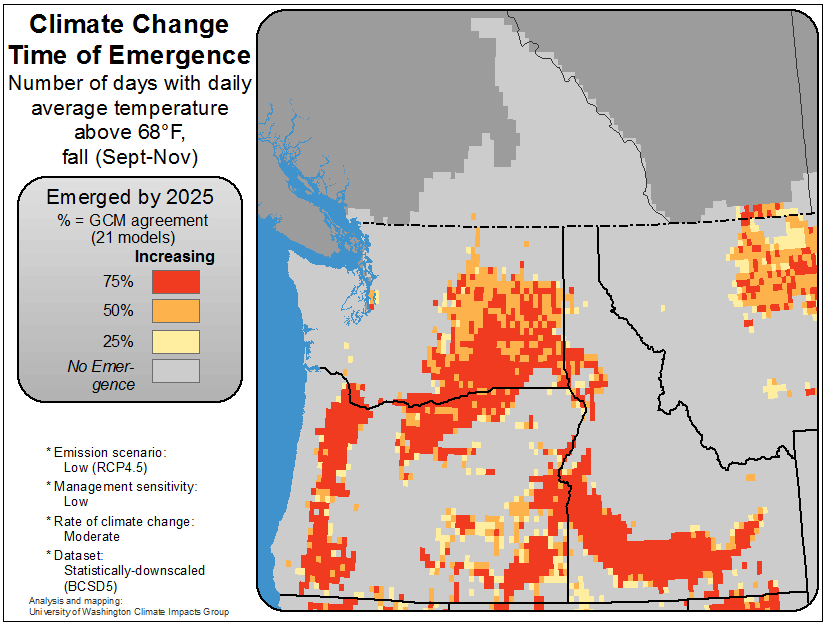 Climate Change
Time of Emergence
Number of days with daily
average temperature
above 68°F,
fall (Sept-Nov)
Emerged by 2025
% = GCM agreement
(21 models)
Increasing
75%
50%
25%
No Emer-
gence
* Emission scenario:
Low (RCP4.5)
* Management sensitivity:
Low
* Rate of climate change:
Moderate
* Dataset:
Statistically-downscaled
(BCSD5)
Analysis and mapping:
University of Washington Climate Impacts Group